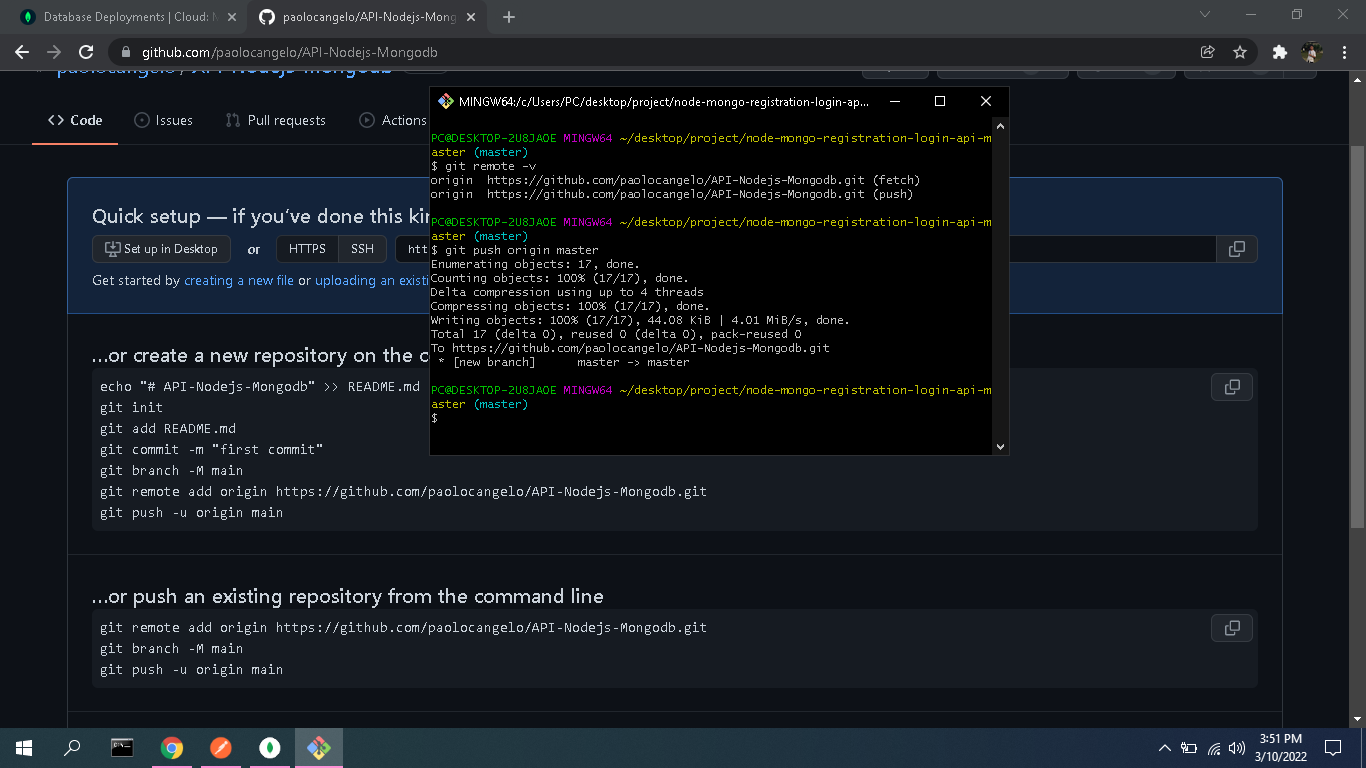 Database Deployments | Cloud: M
paolocangelo/API-Nodejs-Mong
github.com/paolocangelo/API-Nodejs-Mongodb
paolocangelo / API-Nodejs-Mongodb
Code
Issues
Pull requests
Actions
Quick setup — if you've done this kin
Set up in Desktop or HTTPS SSH htt
Get started by creating a new file or uploading an existi
...or create a new repository on the c
echo "# API-Nodejs-Mongodb" >> README.md
git init
git add README.md
git commit -m "first commit"
git branch -M main
git remote add origin https://github.com/paolocangelo/API-Nodejs-Mongodb.git
git push -u origin main
...or push an existing repository from the command line
git remote add origin https://github.com/paolocangelo/API-Nodejs-Mongodb.git
git branch -M main
git push -u origin main
MINGW64:/c/Users/PC/desktop/project/node-mongo-registration-login-ap...
PC@DESKTOP-2U8JAOE MINGW64 ~/desktop/project/node-mongo-registration-login-api-m
aster (master)
$ git remote -v
origin  https://github.com/paolocangelo/API-Nodejs-Mongodb.git (fetch)
origin  https://github.com/paolocangelo/API-Nodejs-Mongodb.git (push)
PC@DESKTOP-2U8JAOE MINGW64 ~/desktop/project/node-mongo-registration-login-api-m
aster (master)
$ git push origin master
Enumerating objects: 17, done.
Counting objects: 100% (17/17), done.
Delta compression using up to 4 threads
Compressing objects: 100% (17/17), done.
Writing objects: 100% (17/17), 44.08 KiB | 4.01 MiB/s, done.
Total 17 (delta 0), reused 0 (delta 0), pack-reused 0
To https://github.com/paolocangelo/API-Nodejs-Mongodb.git
 * [new branch]      master -> master
PC@DESKTOP-2U8JAOE MINGW64 ~/desktop/project/node-mongo-registration-login-api-m
aster (master)
$
3:51 PM
3/10/2022